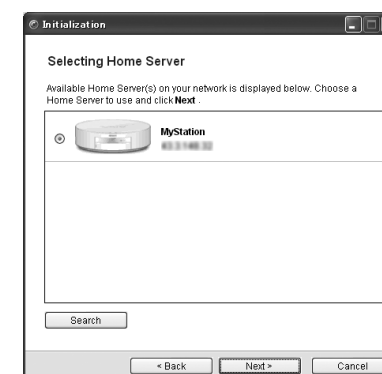 Initialization
Selecting Home Server
Available Home Server(s) on your network is displayed below. Choose a
Home Server to use and click Next .
MyStation
Search
< Back
Next >
Cancel